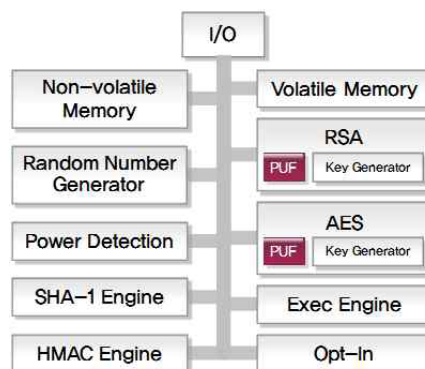 I/O
Non-volatile
Memory
Volatile Memory
Random Number
Generator
RSA
PUF Key Generator
Power Detection
AES
PUF Key Generator
SHA-1 Engine
Exec Engine
HMAC Engine
Opt-In